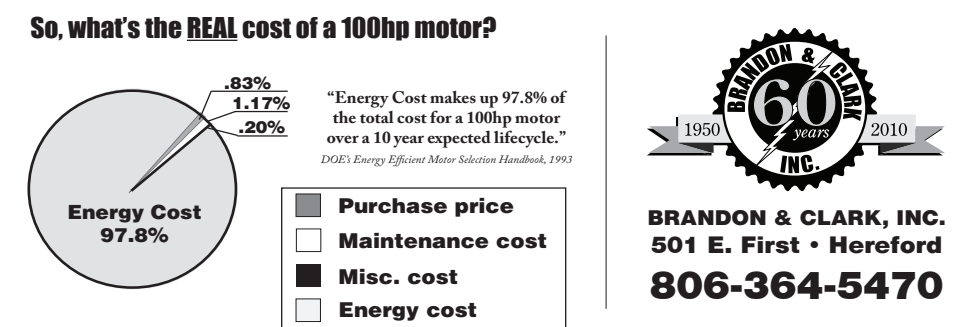 So, what's the REAL cost of a 100hp motor?
.83%
1.17%
.20%
Energy Cost
97.8%
“Energy Cost makes up 97.8% of
the total cost for a 100hp motor
over a 10 year expected lifecycle.”
DOE's Energy Efficient Motor Selection Handbook, 1993
Purchase price
Maintenance cost
Misc. cost
Energy cost
BRANDON & CLARK
60
years
INC.
1950
2010
BRANDON & CLARK, INC.
501 E. First • Hereford
806-364-5470